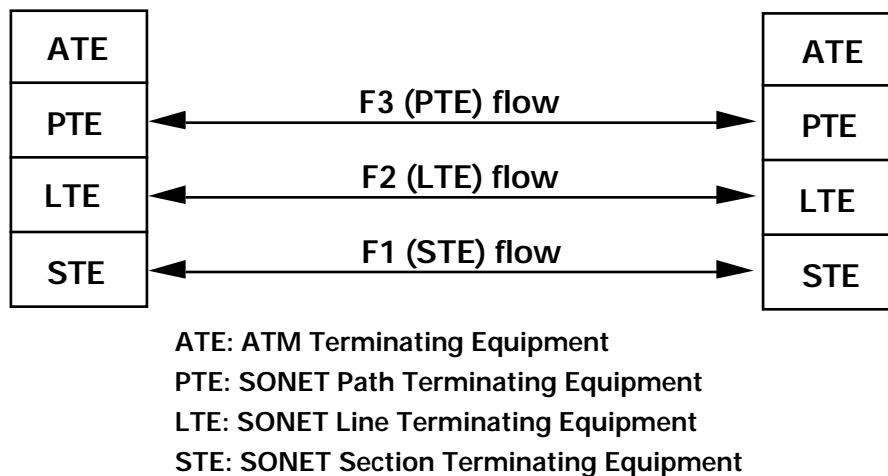 ATE
PTE
LTE
STE
F3 (PTE) flow
F2 (LTE) flow
F1 (STE) flow
ATE
PTE
LTE
STE
ATE: ATM Terminating Equipment
PTE: SONET Path Terminating Equipment
LTE: SONET Line Terminating Equipment
STE: SONET Section Terminating Equipment